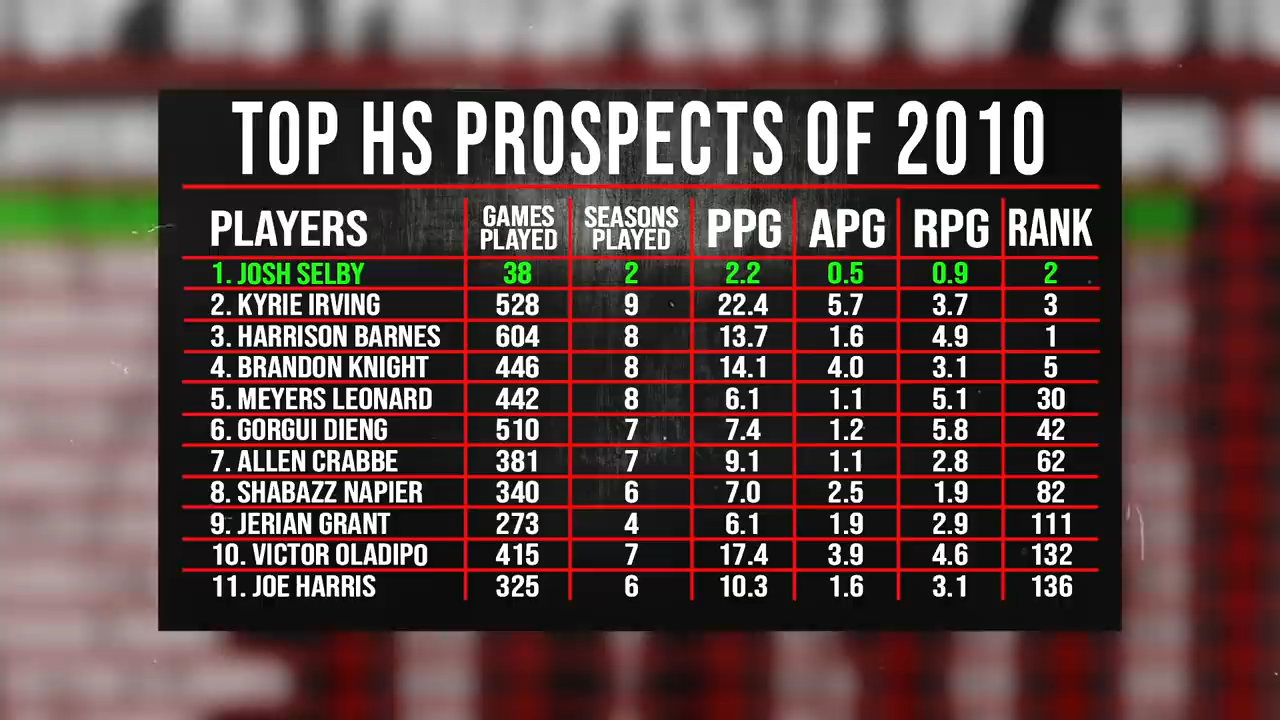 TOP HS PROSPECTS OF 2010
PLAYERS GAMES PLAYED SEASONS PLAYED PPG APG RPG RANK
1. JOSH SELBY 38 2 2.2 0.5 0.9 2
2. KYRIE IRVING 528 9 22.4 5.7 3.7 3
3. HARRISON BARNES 604 8 13.7 1.6 4.9 1
4. BRANDON KNIGHT 446 8 14.1 4.0 3.1 5
5. MEYERS LEONARD 442 8 6.1 1.1 5.1 30
6. GORGUI DIENG 510 7 7.4 1.2 5.8 42
7. ALLEN CRABBE 381 7 9.1 1.1 2.8 62
8. SHABAZZ NAPIER 340 6 7.0 2.5 1.9 82
9. JERIAN GRANT 273 4 6.1 1.9 2.9 111
10. VICTOR OLADIPO 415 7 17.4 3.9 4.6 132
11. JOE HARRIS 325 6 10.3 1.6 3.1 136